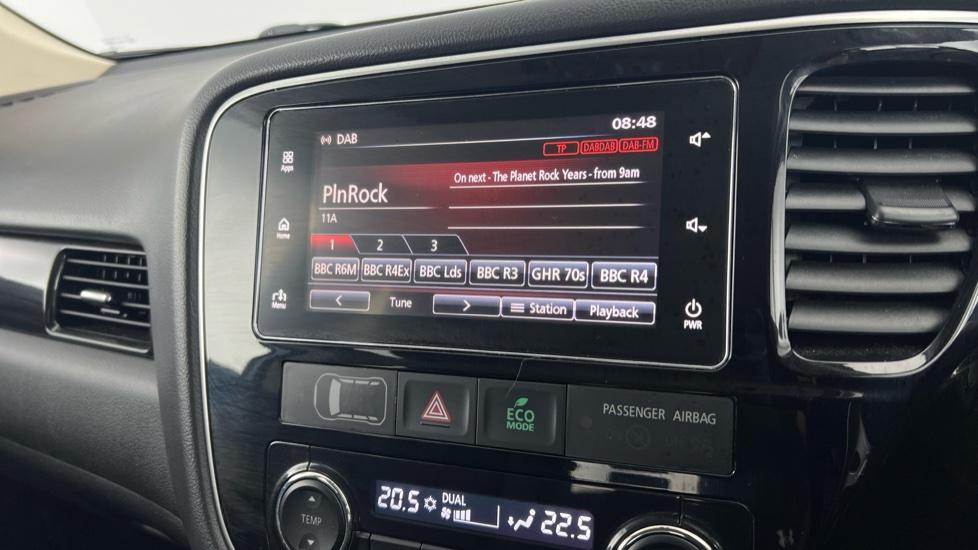 DAB
08:48
TP DABDAB DAB-FM
On next - The Planet Rock Years - from 9am
PlnRock
11A
1 2 3
BBC R6M BBC R4Ex BBC Lds BBC R3 GHR 70s BBC R4
< Tune > Station Playback
Apps
Home
Menu
PWR
ECO
MODE
PASSENGER AIRBAG
TEMP
20.5 DUAL 22.5